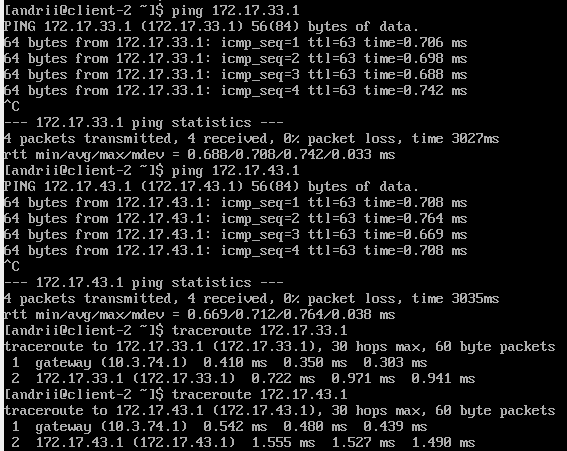 [andrii@client-2 ~]$ ping 172.17.33.1
PING 172.17.33.1 (172.17.33.1) 56(84) bytes of data.
64 bytes from 172.17.33.1: icmp_seq=1 ttl=63 time=0.706 ms
64 bytes from 172.17.33.1: icmp_seq=2 ttl=63 time=0.698 ms
64 bytes from 172.17.33.1: icmp_seq=3 ttl=63 time=0.688 ms
64 bytes from 172.17.33.1: icmp_seq=4 ttl=63 time=0.742 ms
^C
--- 172.17.33.1 ping statistics ---
4 packets transmitted, 4 received, 0% packet loss, time 3027ms
rtt min/avg/max/mdev = 0.688/0.708/0.742/0.033 ms
[andrii@client-2 ~]$ ping 172.17.43.1
PING 172.17.43.1 (172.17.43.1) 56(84) bytes of data.
64 bytes from 172.17.43.1: icmp_seq=1 ttl=63 time=0.708 ms
64 bytes from 172.17.43.1: icmp_seq=2 ttl=63 time=0.764 ms
64 bytes from 172.17.43.1: icmp_seq=3 ttl=63 time=0.669 ms
64 bytes from 172.17.43.1: icmp_seq=4 ttl=63 time=0.708 ms
^C
--- 172.17.43.1 ping statistics ---
4 packets transmitted, 4 received, 0% packet loss, time 3035ms
rtt min/avg/max/mdev = 0.669/0.712/0.764/0.038 ms
[andrii@client-2 ~]$ traceroute 172.17.33.1
traceroute to 172.17.33.1 (172.17.33.1), 30 hops max, 60 byte packets
 1  gateway (10.3.74.1)  0.410 ms  0.350 ms  0.303 ms
 2  172.17.33.1 (172.17.33.1)  0.722 ms  0.971 ms  0.941 ms
[andrii@client-2 ~]$ traceroute 172.17.43.1
traceroute to 172.17.43.1 (172.17.43.1), 30 hops max, 60 byte packets
 1  gateway (10.3.74.1)  0.542 ms  0.480 ms  0.439 ms
 2  172.17.43.1 (172.17.43.1)  1.555 ms  1.527 ms  1.490 ms